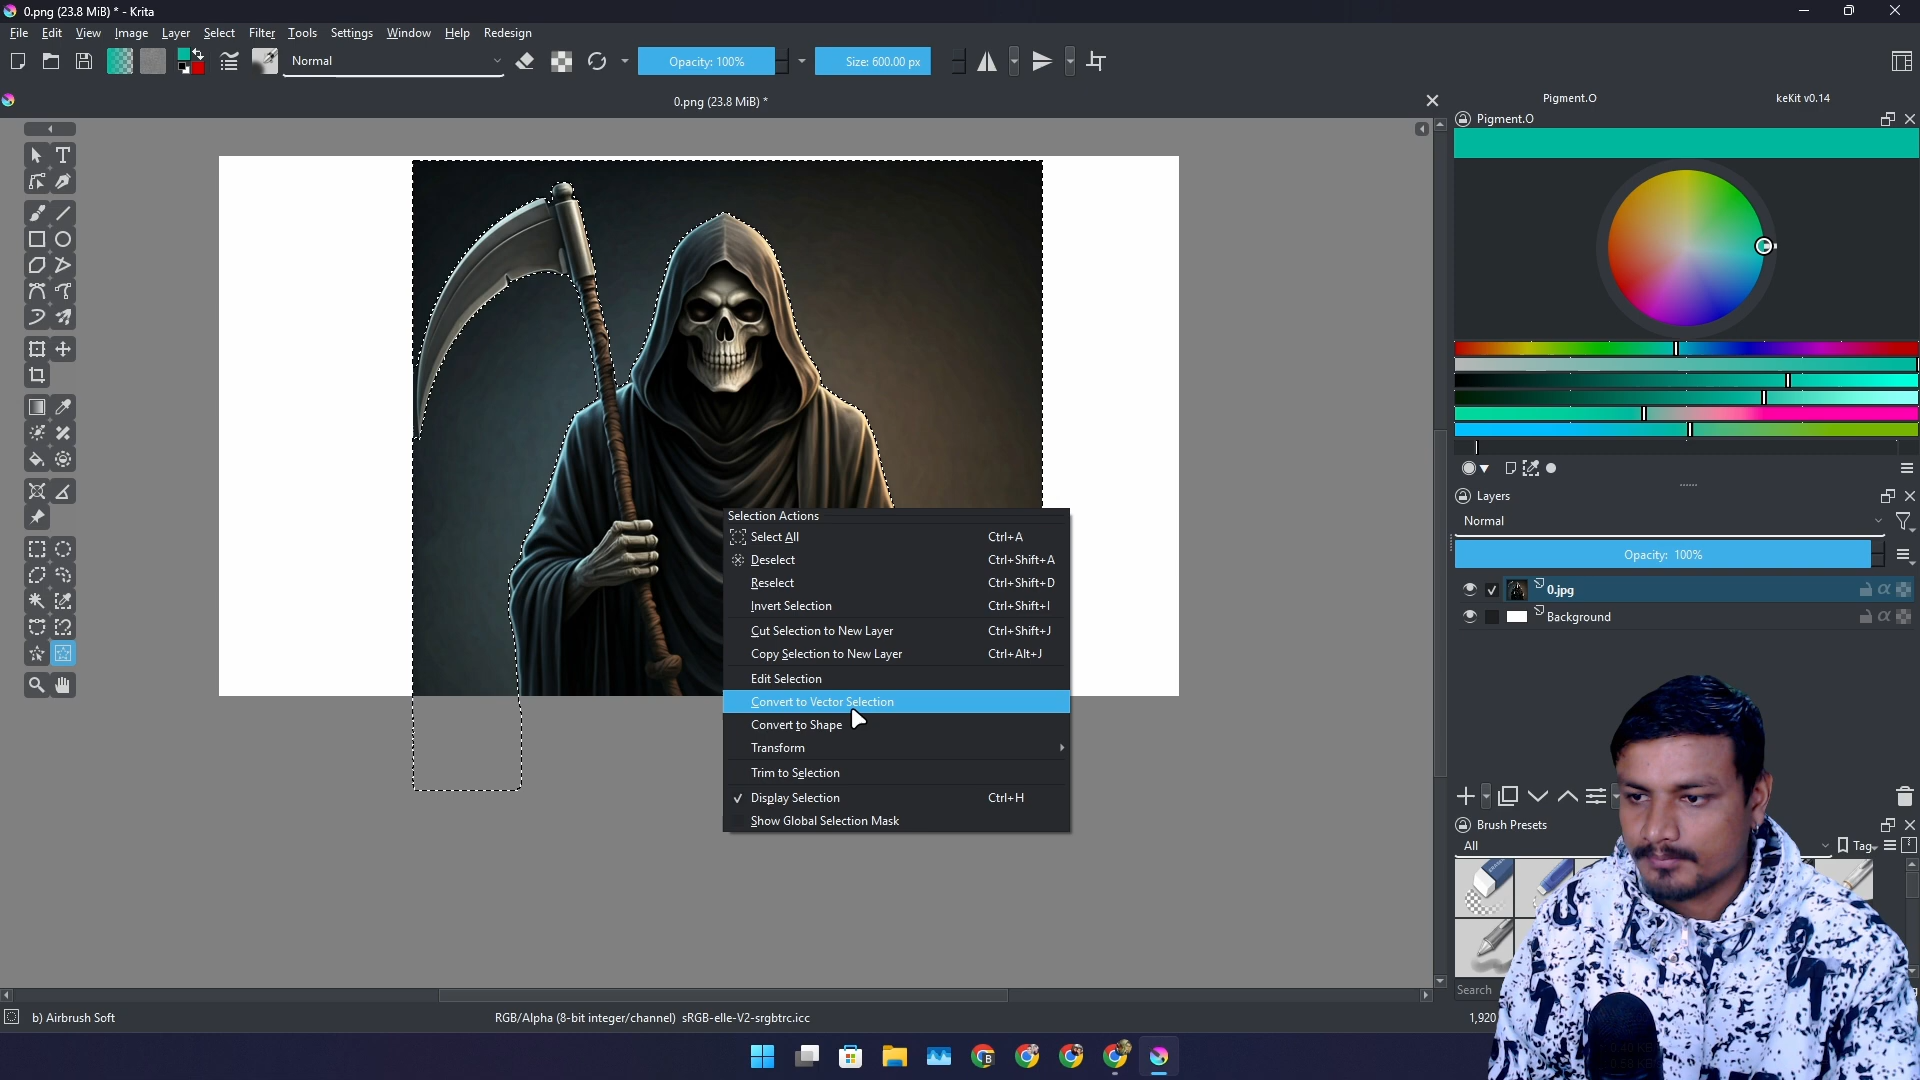 0.png (23.8 MiB) * - Krita
File Edit View Image Layer Select Filter Tools Settings Window Help Redesign
Normal
Opacity: 100%
Size: 600.00 px
0.png (23.8 MiB) *
Pigment.O
keKit v0.14
Pigment.O
Layers
Normal
Opacity: 100%
0.jpg
Background
Selection Actions
Select All Ctrl+A
Deselect Ctrl+Shift+A
Reselect Ctrl+Shift+D
Invert Selection Ctrl+Shift+I
Cut Selection to New Layer Ctrl+Shift+J
Copy Selection to New Layer Ctrl+Alt+J
Edit Selection
Convert to Vector Selection
Convert to Shape
Transform
Trim to Selection
Display Selection Ctrl+H
Show Global Selection Mask
Brush Presets
All
Tag
Search
b) Airbrush Soft
RGB/Alpha (8-bit integer/channel) sRGB-elle-V2-srgbtrc.icc
1,920